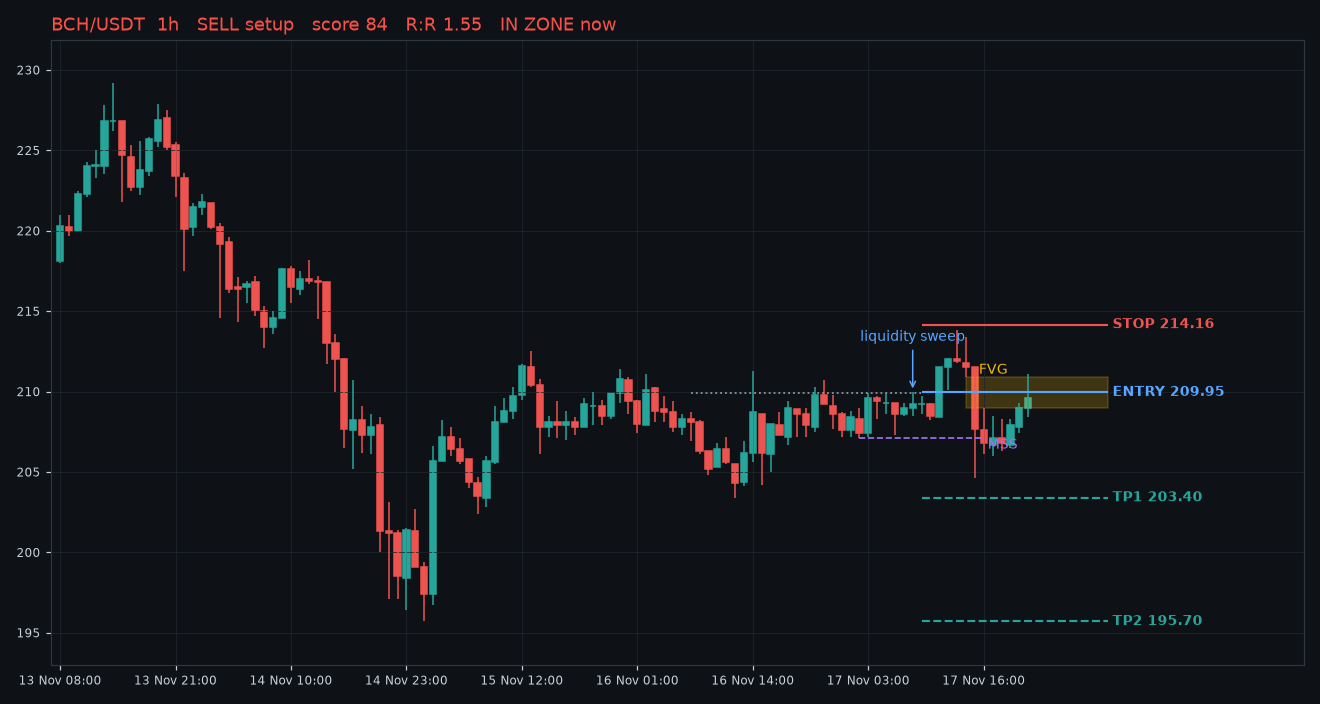 BCH/USDT 1h SELL setup score 84 R:R 1.55 IN ZONE now
230
225
220
215
210
205
200
195
liquidity sweep
FVG
MSS
STOP 214.16
ENTRY 209.95
TP1 203.40
TP2 195.70
13 Nov 08:00
13 Nov 21:00
14 Nov 10:00
14 Nov 23:00
15 Nov 12:00
16 Nov 01:00
16 Nov 14:00
17 Nov 03:00
17 Nov 16:00